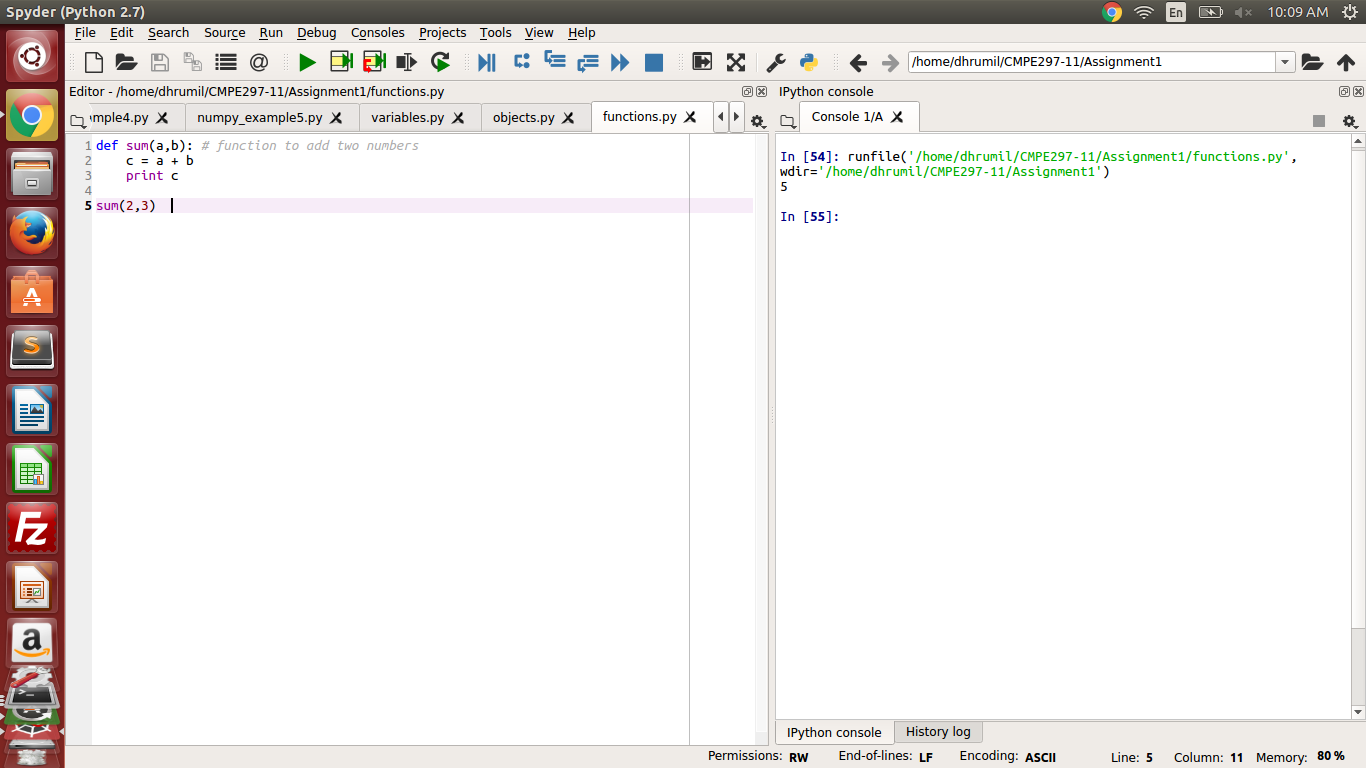 Spyder (Python 2.7)
En
10:09 AM
File Edit Search Source Run Debug Consoles Projects Tools View Help
@
/home/dhrumil/CMPE297-11/Assignment1
Editor - /home/dhrumil/CMPE297-11/Assignment1/functions.py
mple4.py numpy_example5.py variables.py objects.py functions.py
1 def sum(a,b): # function to add two numbers
2 c = a + b
3 print c
4
5 sum(2,3)
IPython console
Console 1/A
In [54]: runfile('/home/dhrumil/CMPE297-11/Assignment1/functions.py',
wdir='/home/dhrumil/CMPE297-11/Assignment1')
5
In [55]:
IPython console History log
Permissions: RW End-of-lines: LF Encoding: ASCII Line: 5 Column: 11 Memory: 80 %
A
S
Fz
a